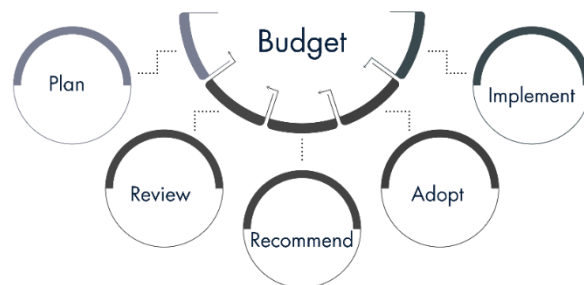 Budget
Plan
Review
Recommend
Adopt
Implement